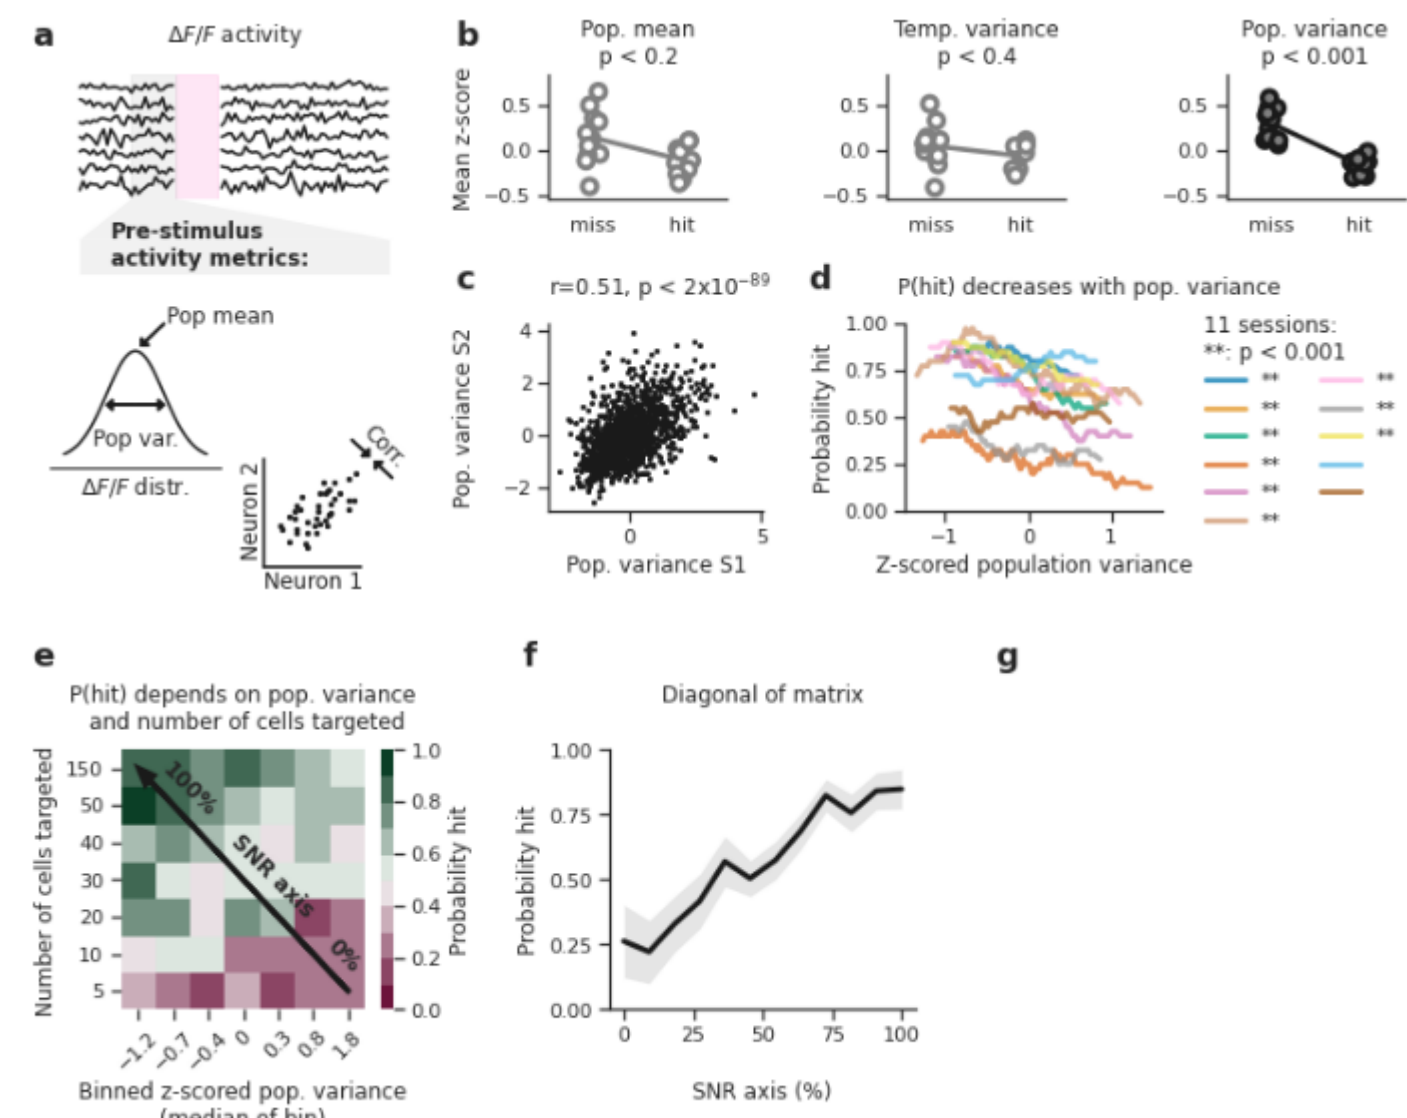 a
ΔF/F activity
Pre-stimulus
activity metrics:
Pop mean
Pop var.
ΔF/F distr.
Corr.
Neuron 2
Neuron 1
b
Pop. mean
p < 0.2
Temp. variance
p < 0.4
Pop. variance
p < 0.001
Mean z-score
0.5
0.0
−0.5
miss
hit
0.5
0.0
−0.5
miss
hit
0.5
0.0
−0.5
miss
hit
c
r=0.51, p < 2x10⁻⁸⁹
Pop. variance S2
4
2
0
−2
0
5
Pop. variance S1
d
P(hit) decreases with pop. variance
Probability hit
1.00
0.75
0.50
0.25
0.00
−1
0
1
Z-scored population variance
11 sessions:
**: p < 0.001
** **
** **
** **
**
**
**
e
P(hit) depends on pop. variance
and number of cells targeted
Number of cells targeted
150
50
40
30
20
10
5
100%
SNR axis
0%
−1.2
−0.7
−0.4
0
0.3
0.8
1.8
Binned z-scored pop. variance
(median of bin)
1.0
0.8
0.6
0.4
0.2
0.0
Probability hit
f
Diagonal of matrix
Probability hit
1.00
0.75
0.50
0.25
0.00
0
25
50
75
100
SNR axis (%)
g